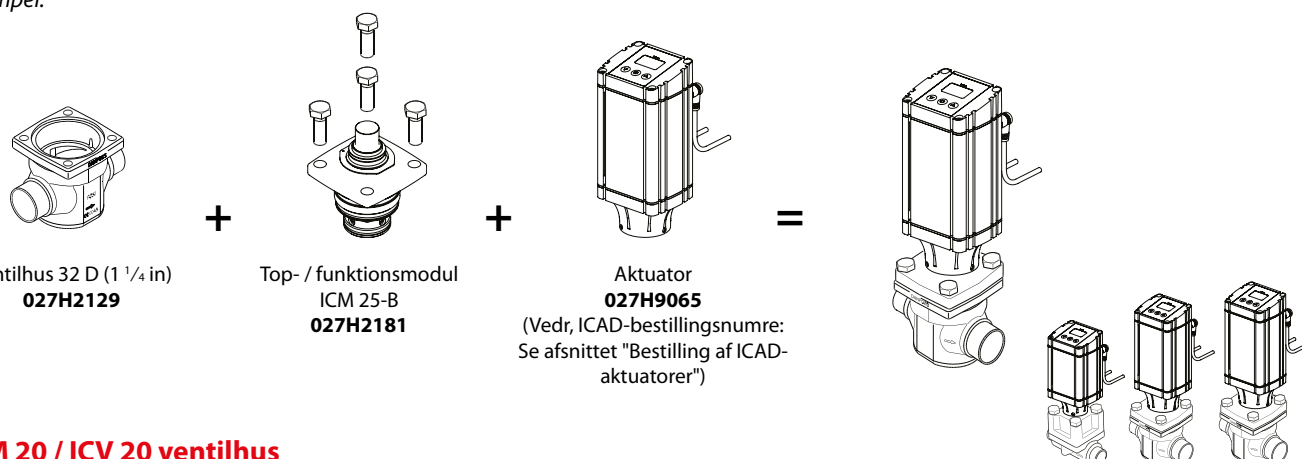 mpel:
+
+
=
ntilhus 32 D (1 1/4 in)
027H2129
Top- / funktionsmodul
ICM 25-B
027H2181
Aktuator
027H9065
(Vedr, ICAD-bestillingsnumre:
Se afsnittet "Bestilling af ICAD-
aktuatorer")
M 20 / ICV 20 ventilhus